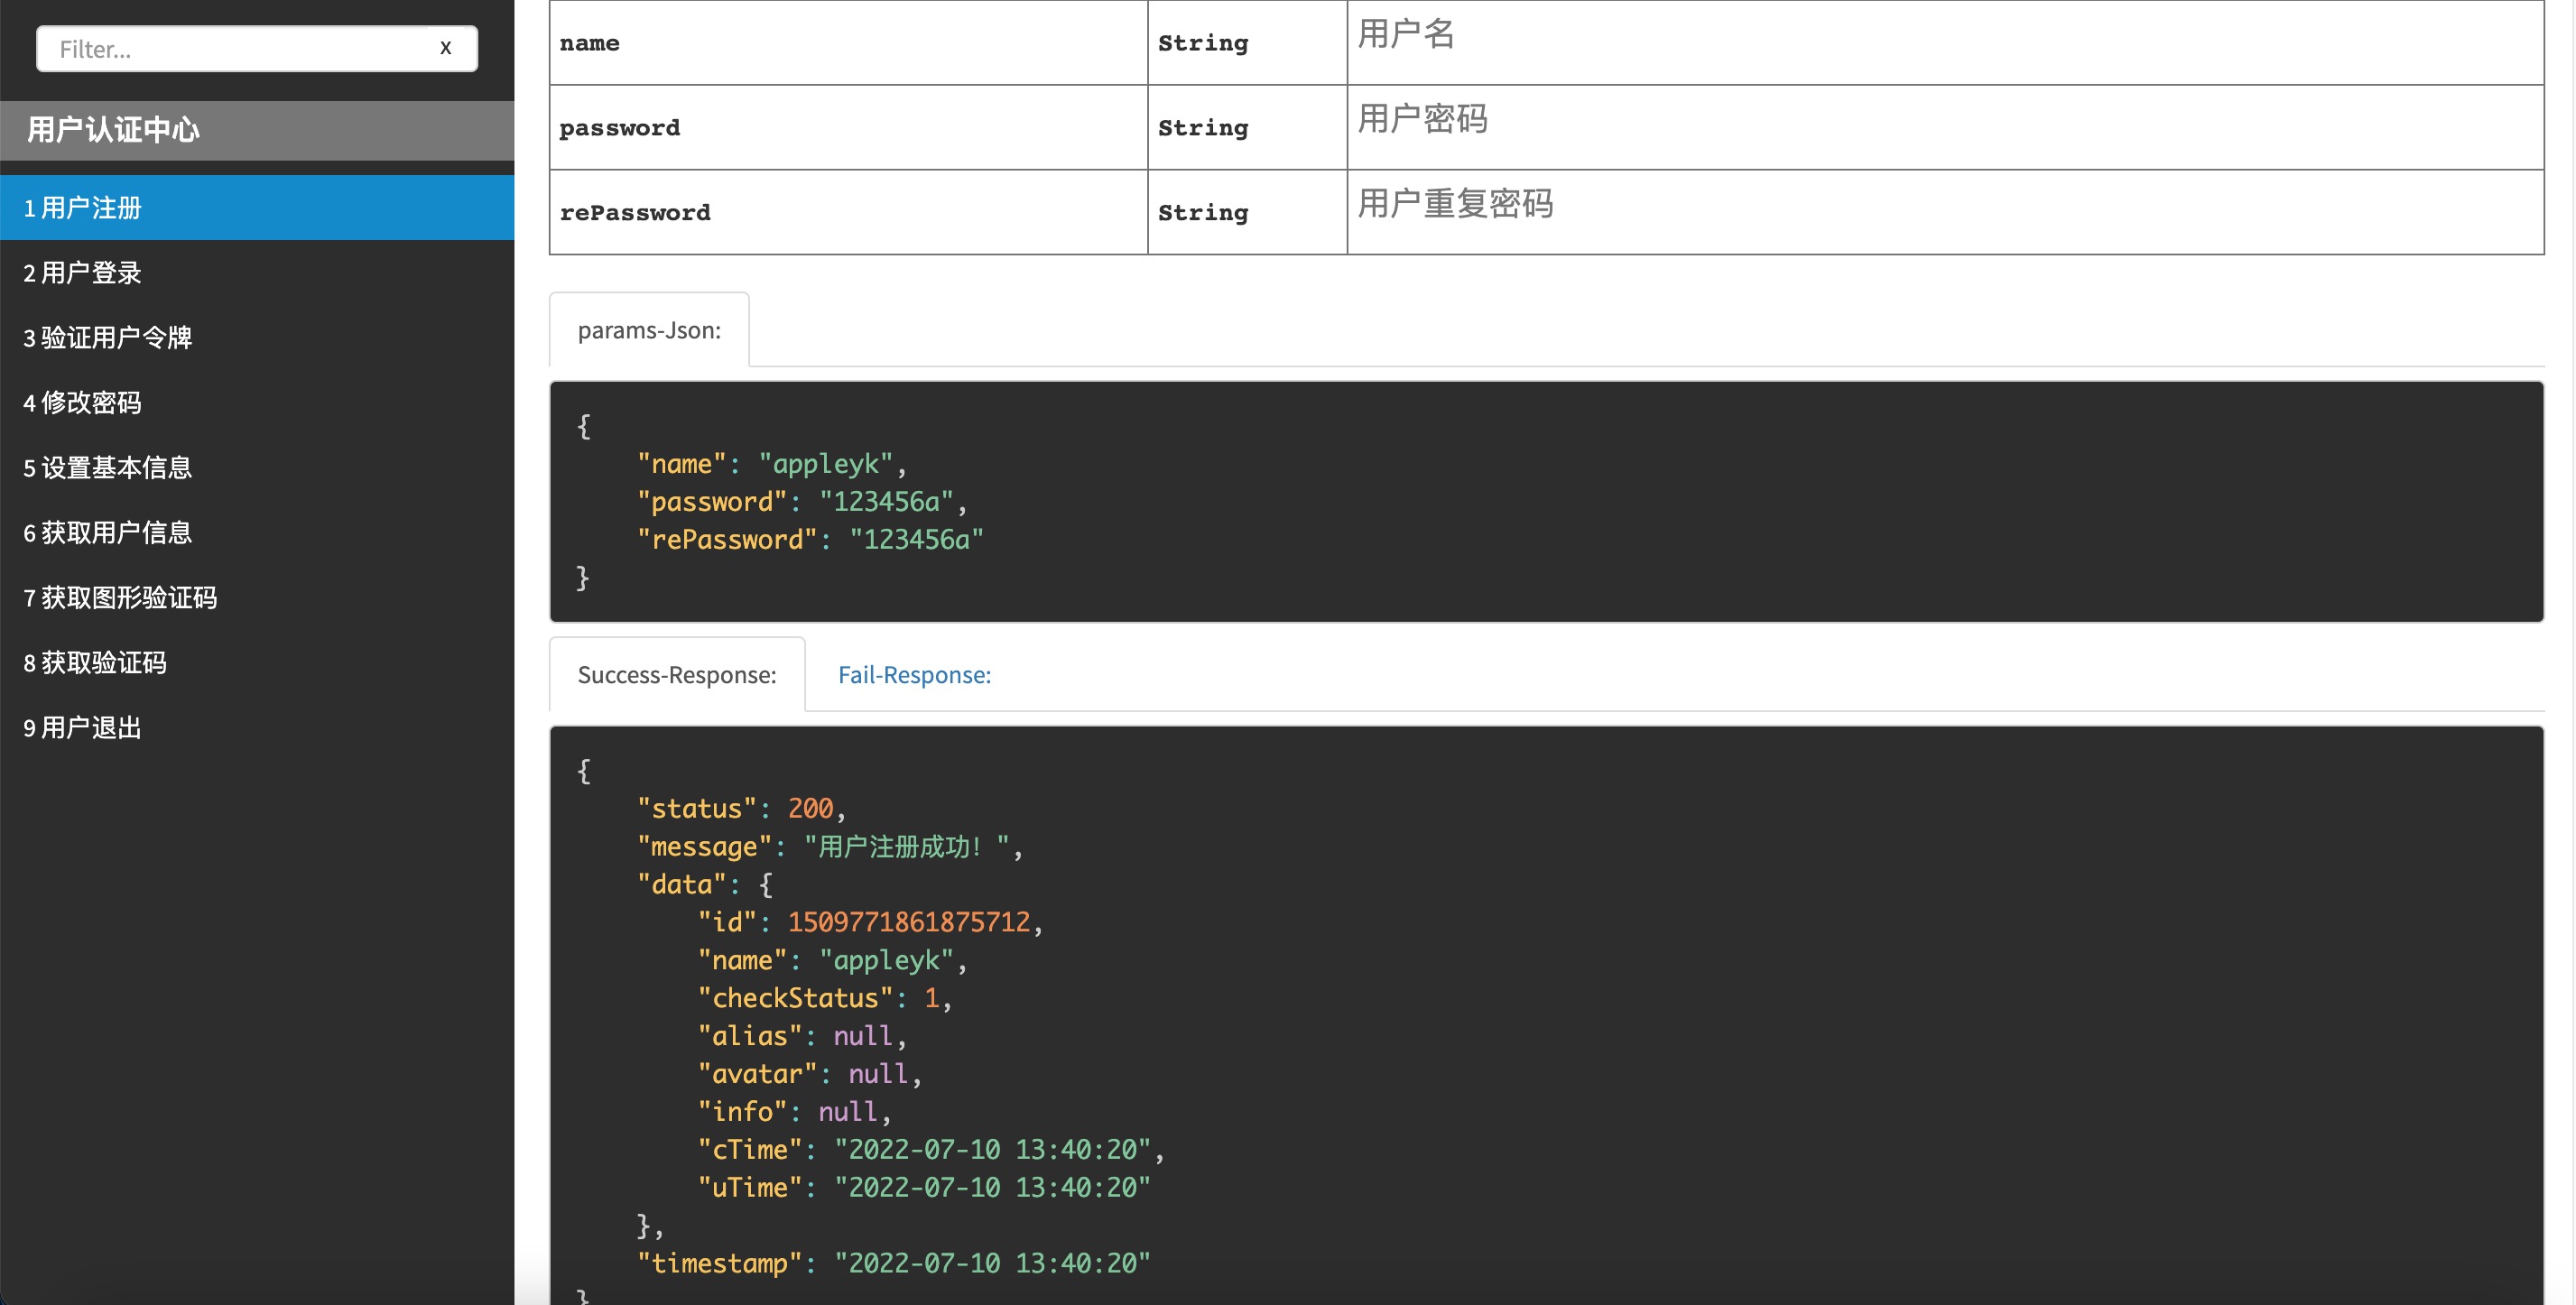 Filter...
X
用户认证中心
1 用户注册
2 用户登录
3 验证用户令牌
4 修改密码
5 设置基本信息
6 获取用户信息
7 获取图形验证码
8 获取验证码
9 用户退出
name String 用户名
password String 用户密码
rePassword String 用户重复密码
params-Json:
{
    "name": "appleyk",
    "password": "123456a",
    "rePassword": "123456a"
}
Success-Response: Fail-Response:
{
    "status": 200,
    "message": "用户注册成功！",
    "data": {
        "id": 1509771861875712,
        "name": "appleyk",
        "checkStatus": 1,
        "alias": null,
        "avatar": null,
        "info": null,
        "cTime": "2022-07-10 13:40:20",
        "uTime": "2022-07-10 13:40:20"
    },
    "timestamp": "2022-07-10 13:40:20"
}